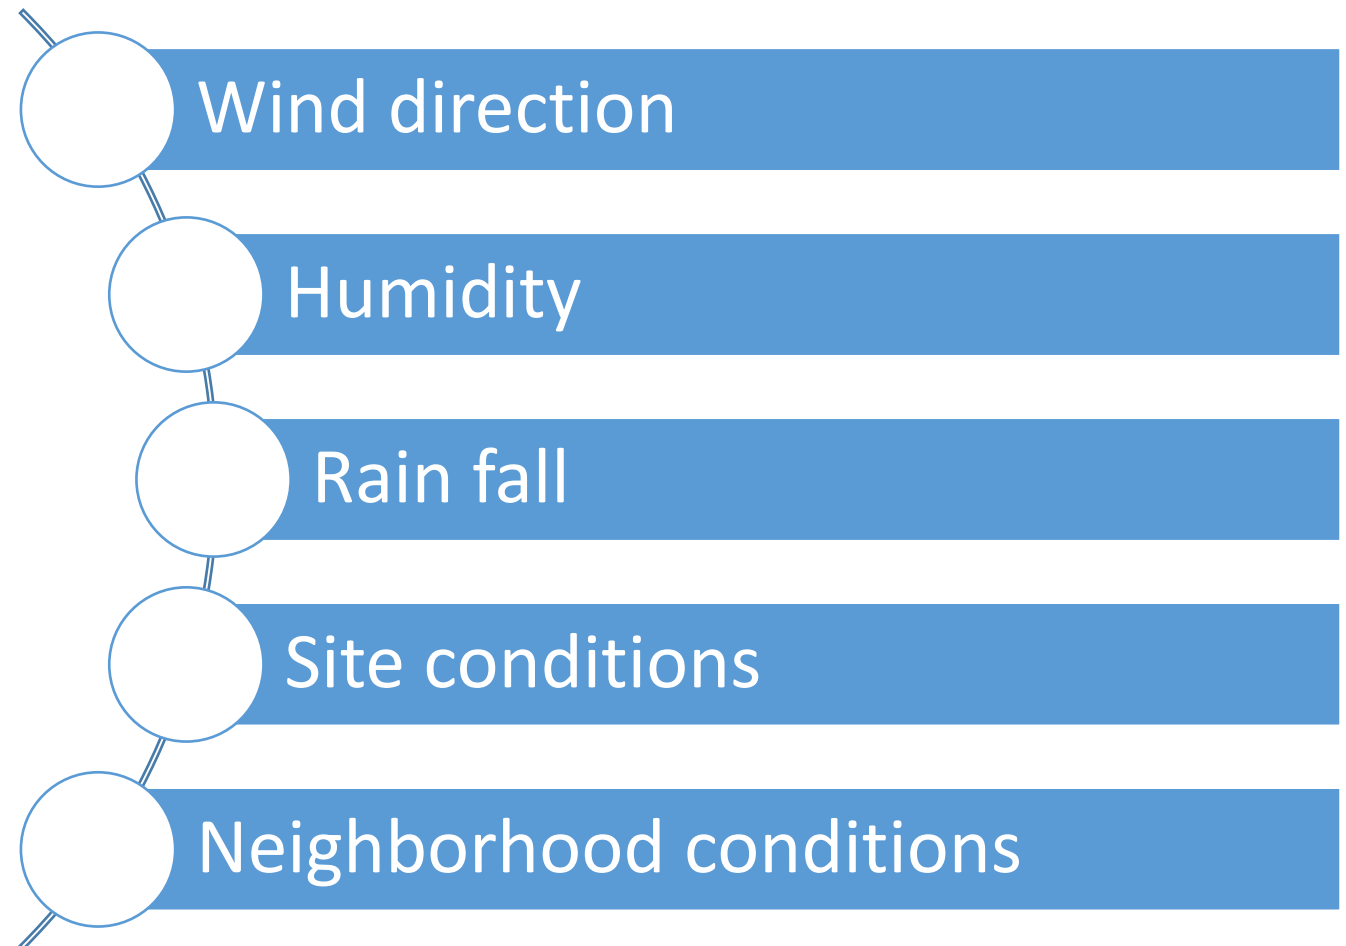 Wind direction
Humidity
Rain fall
Site conditions
Neighborhood conditions